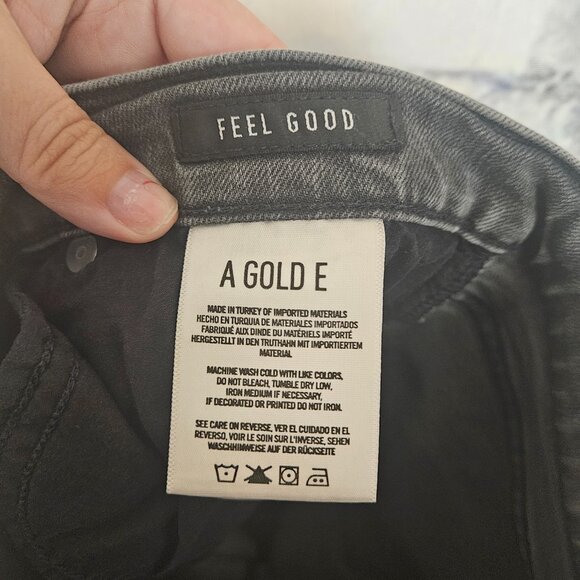 FEEL GOOD
A GOLD E
MADE IN TURKEY OF IMPORTED MATERIALS
HECHO EN TURQUIA DE MATERIALES IMPORTADOS
FABRIQUÉ AUX DINDE DU MATÉRIELS IMPORTÉ
HERGESTELLT IN DEN TRUTHAHN MIT IMPORTIERTEM
MATERIAL
MACHINE WASH COLD WITH LIKE COLORS,
DO NOT BLEACH, TUMBLE DRY LOW,
IRON MEDIUM IF NECESSARY,
IF DECORATED OR PRINTED DO NOT IRON.
SEE CARE ON REVERSE, VER EL CUIDADO EN EL
REVERSO, VOIR LE SOIN SUR L'INVERSE, SEHEN
WASCHHINWEISE AUF DER RÜCKSEITE